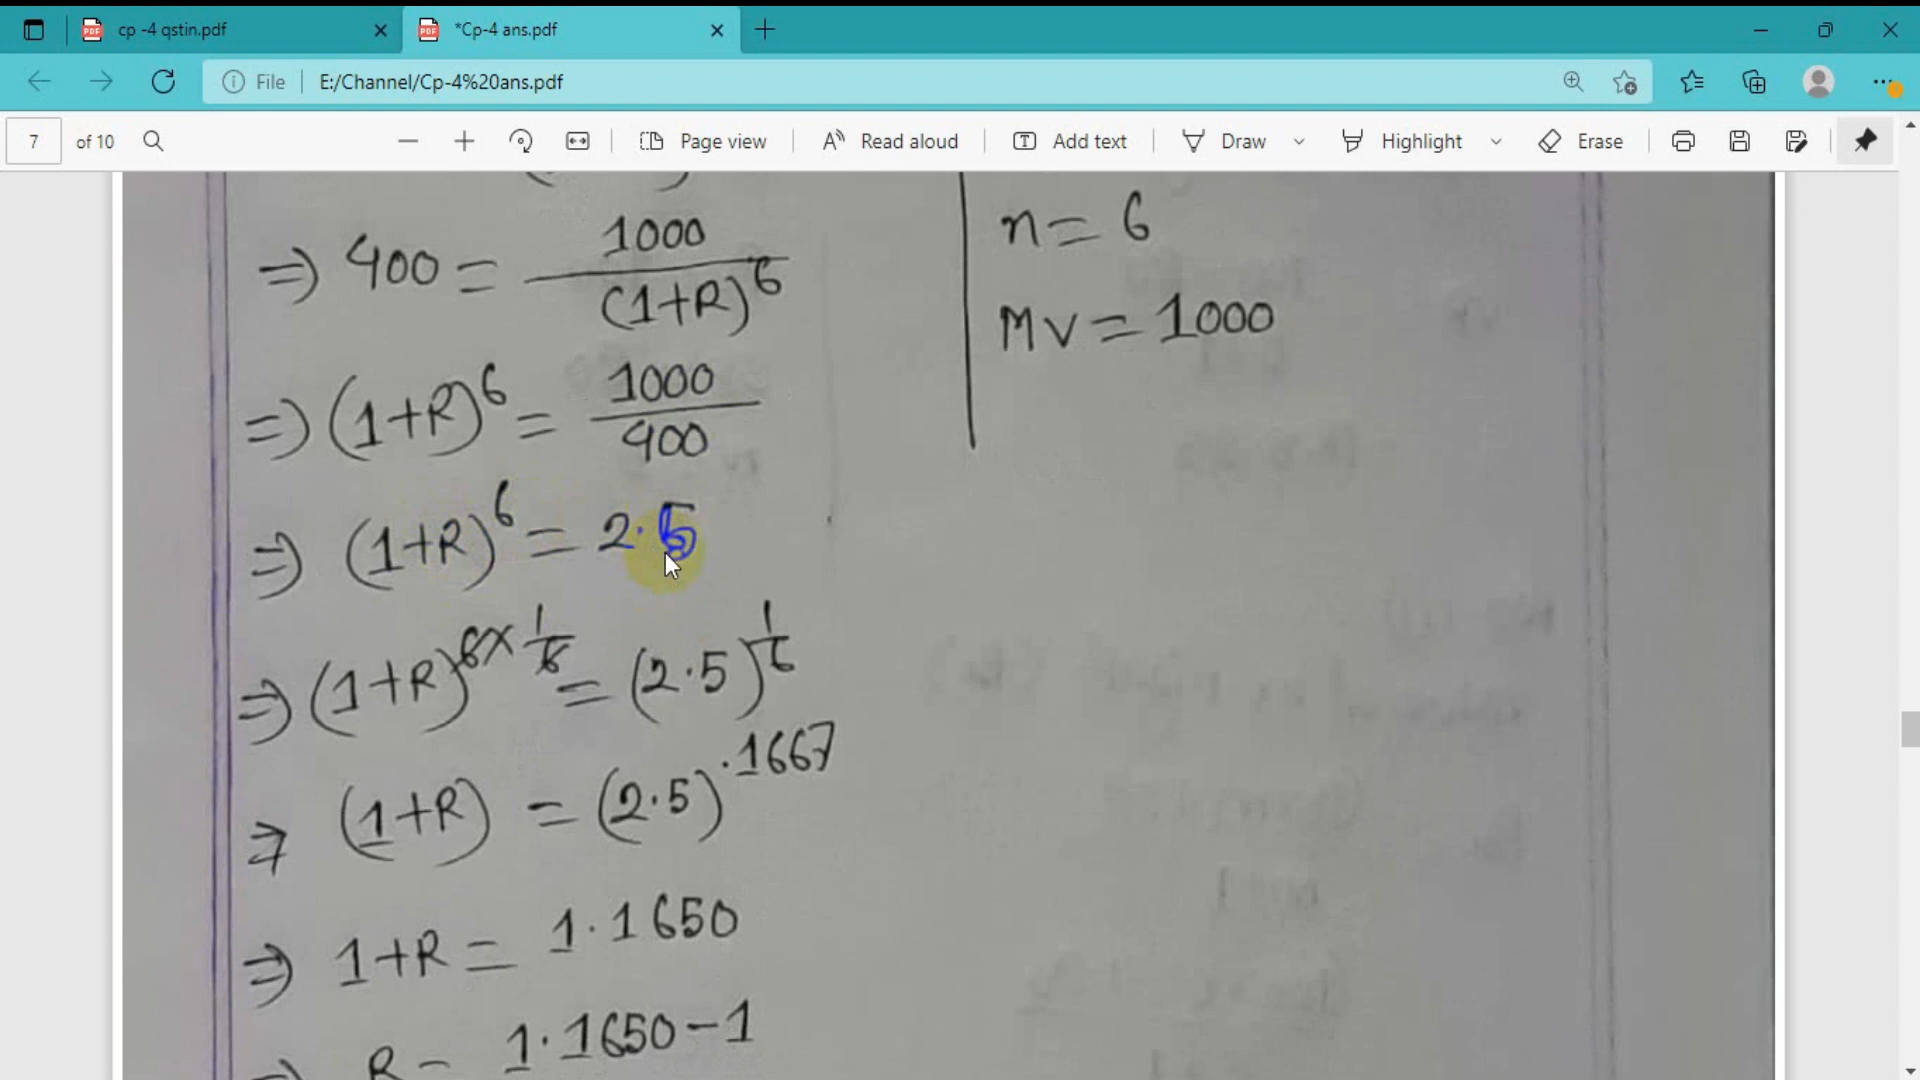 cp -4 qstin.pdf
*Cp-4 ans.pdf
File
E:/Channel/Cp-4%20ans.pdf
7 of 10
Page view
Read aloud
Add text
Draw
Highlight
Erase
⇒ 400 = 1000 / (1+R)^6
n = 6
MV = 1000
⇒ (1+R)^6 = 1000 / 400
⇒ (1+R)^6 = 2.5
⇒ (1+R)^6×1/6 = (2.5)^1/6
⇒ (1+R) = (2.5)^.1667
⇒ 1+R = 1.1650
⇒ R = 1.1650-1